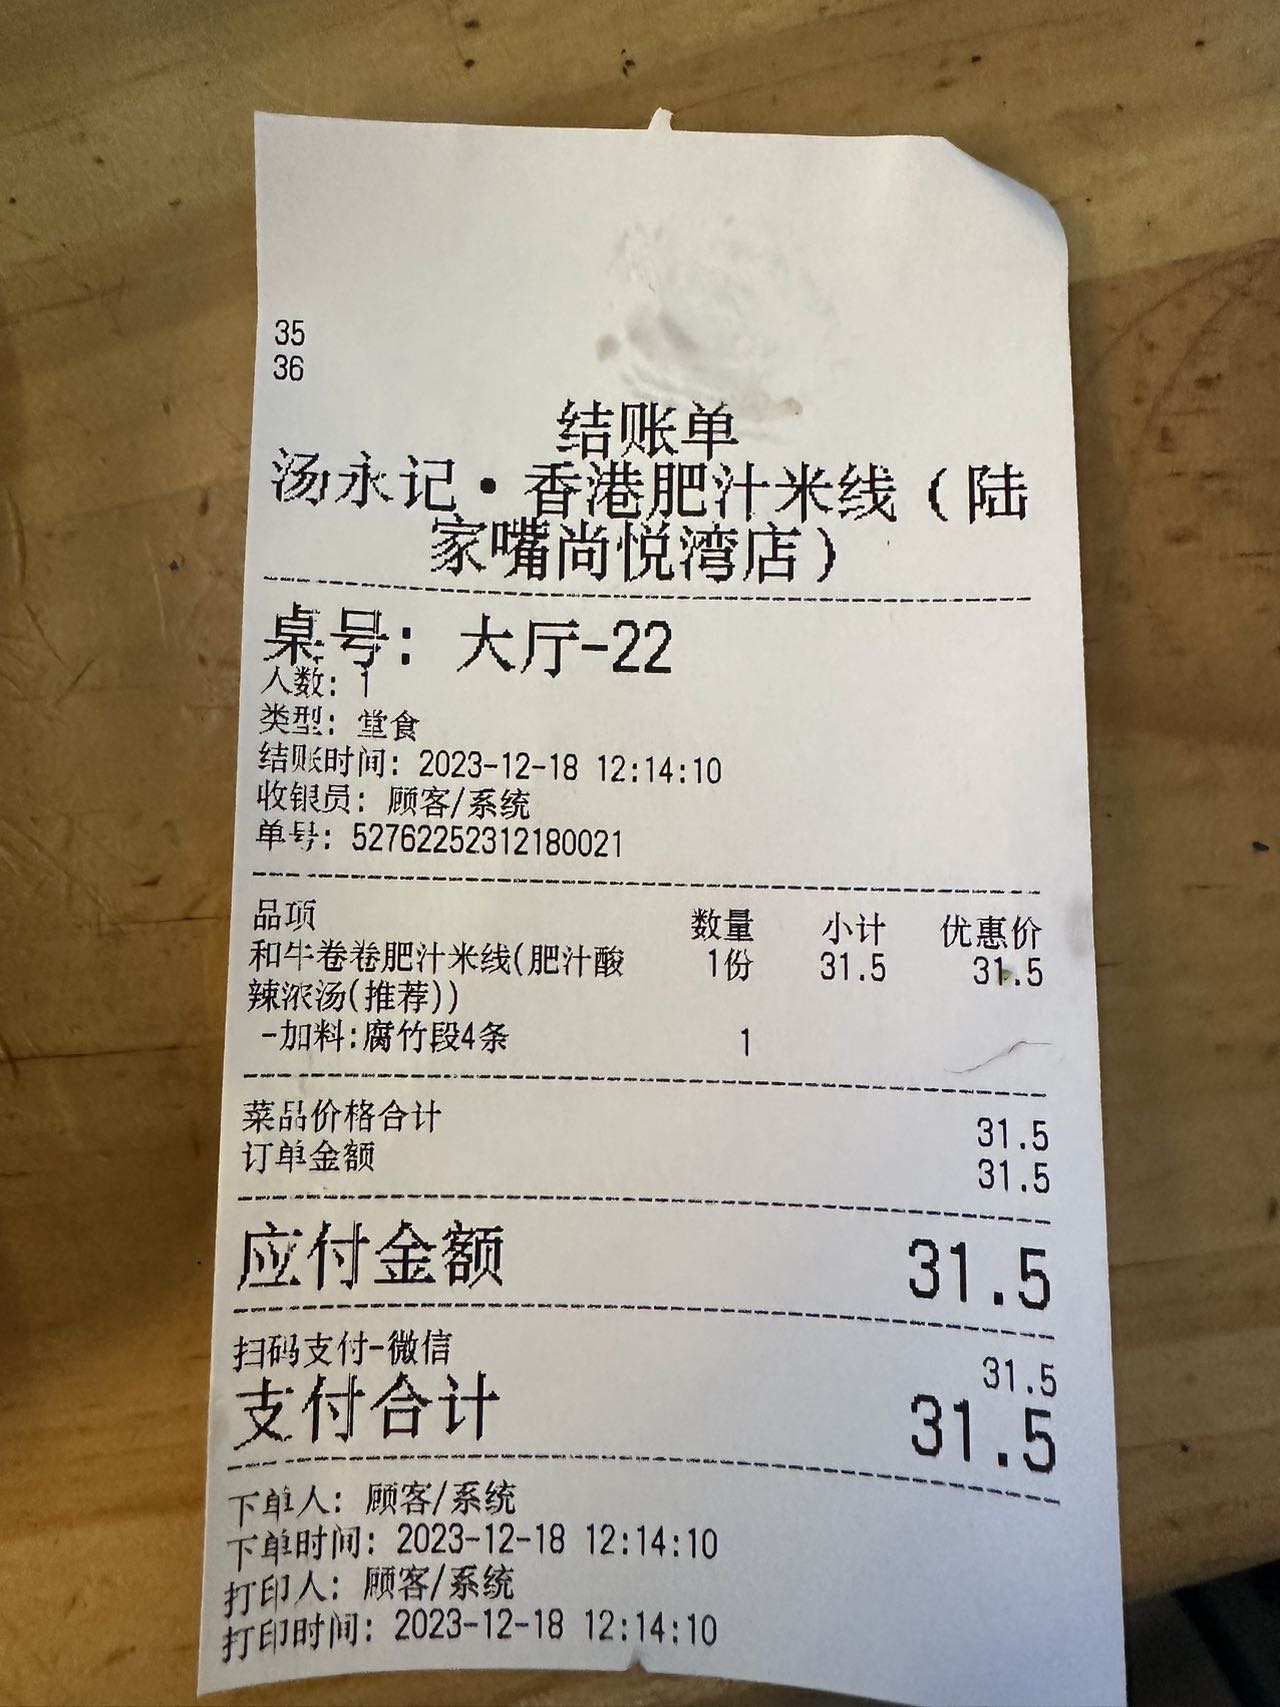 35
36
结账单
汤永记·香港肥汁米线(陆
家嘴尚悦湾店)
桌号: 大厅-22
人数: 1
类型: 堂食
结账时间: 2023-12-18 12:14:10
收银员: 顾客/系统
单号: 52762252312180021
品项 数量 小计 优惠价
和牛卷卷肥汁米线(肥汁酸 1份 31.5 31.5
辣浓汤(推荐))
-加料:腐竹段4条 1
菜品价格合计 31.5
订单金额 31.5
应付金额 31.5
扫码支付-微信 31.5
支付合计 31.5
下单人: 顾客/系统
下单时间: 2023-12-18 12:14:10
打印人: 顾客/系统
打印时间: 2023-12-18 12:14:10